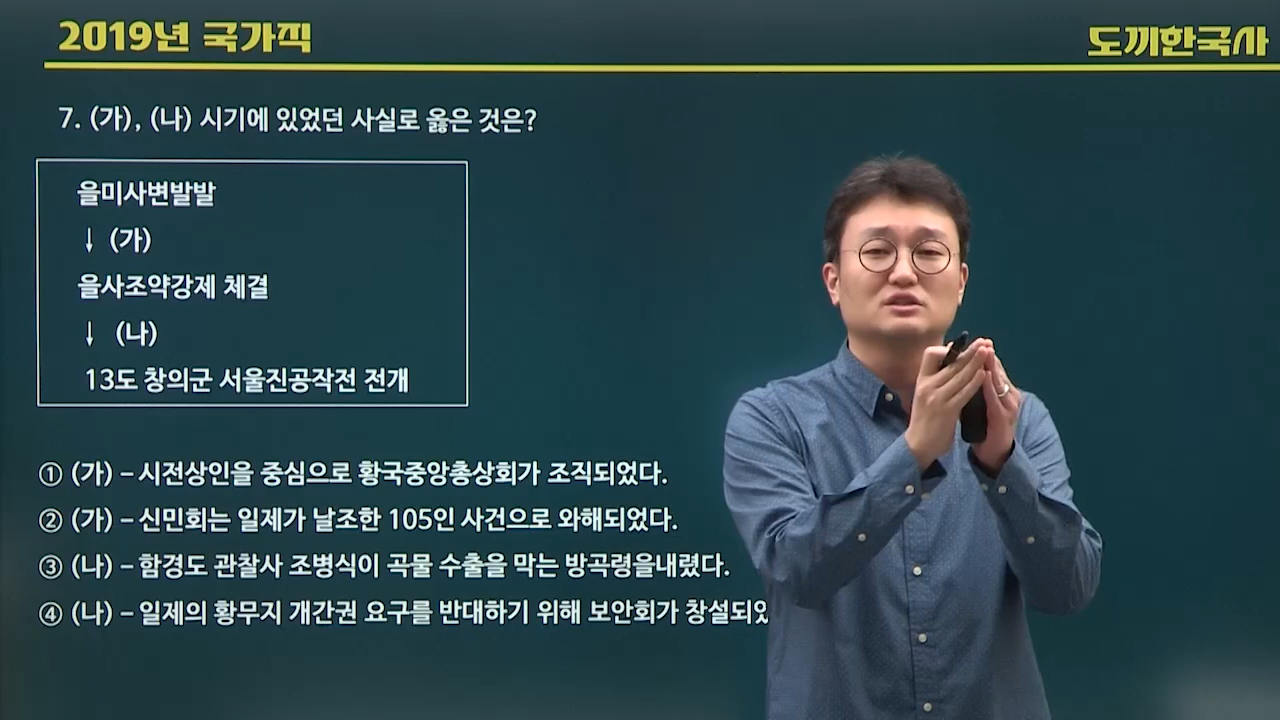 2019년 국가직
도끼한국사
7. (가), (나) 시기에 있었던 사실로 옳은 것은?
을미사변발발
↓ (가)
을사조약강제 체결
↓ (나)
13도 창의군 서울진공작전 전개
① (가) – 시전상인을 중심으로 황국중앙총상회가 조직되었다.
② (가) – 신민회는 일제가 날조한 105인 사건으로 와해되었다.
③ (나) – 함경도 관찰사 조병식이 곡물 수출을 막는 방곡령을내렸다.
④ (나) – 일제의 황무지 개간권 요구를 반대하기 위해 보안회가